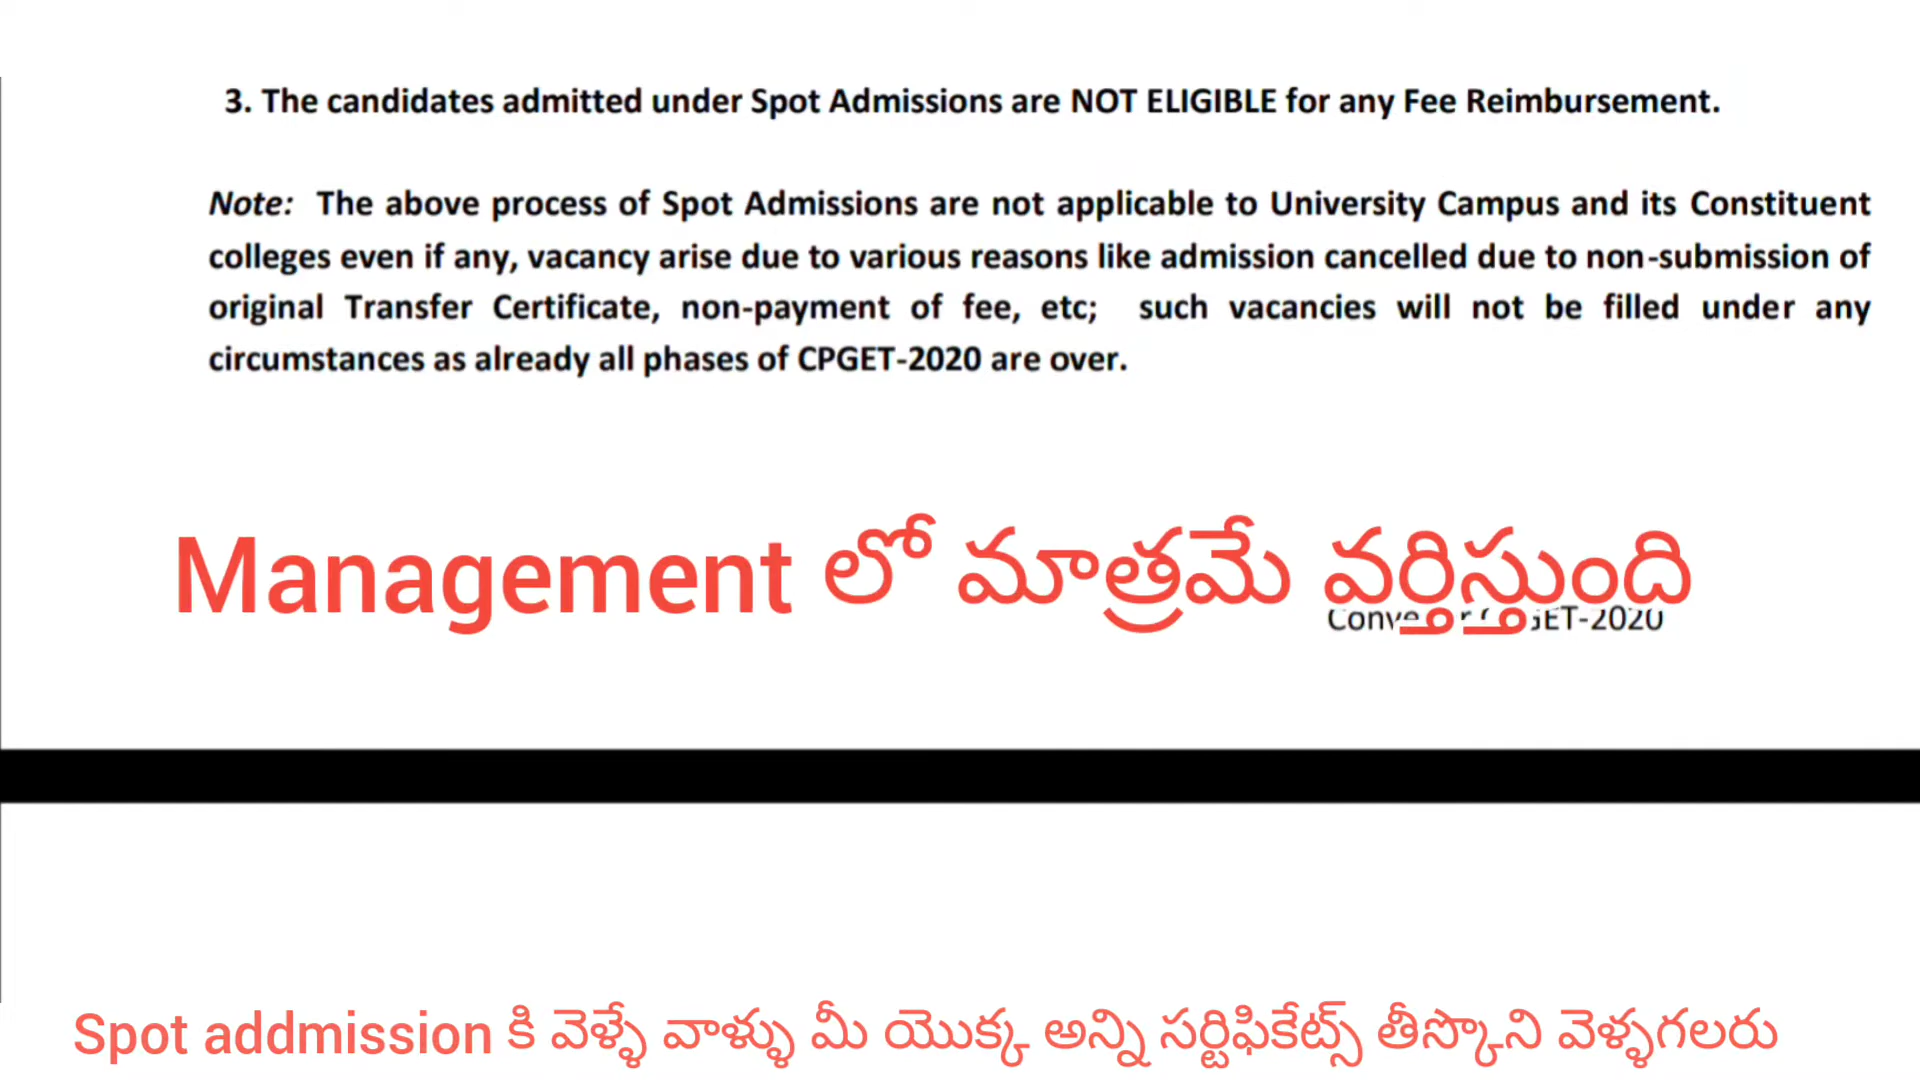 3. The candidates admitted under Spot Admissions are NOT ELIGIBLE for any Fee Reimbursement.
Note: The above process of Spot Admissions are not applicable to University Campus and its Constituent
colleges even if any, vacancy arise due to various reasons like admission cancelled due to non-submission of
original Transfer Certificate, non-payment of fee, etc; such vacancies will not be filled under any
circumstances as already all phases of CPGET-2020 are over.
Management లో మాత్రమే వర్తిస్తుంది
Spot addmission కి వెళ్ళే వాళ్ళు మీ యొక్క అన్ని సర్టిఫికేట్స్ తీస్కొని వెళ్ళగలరు